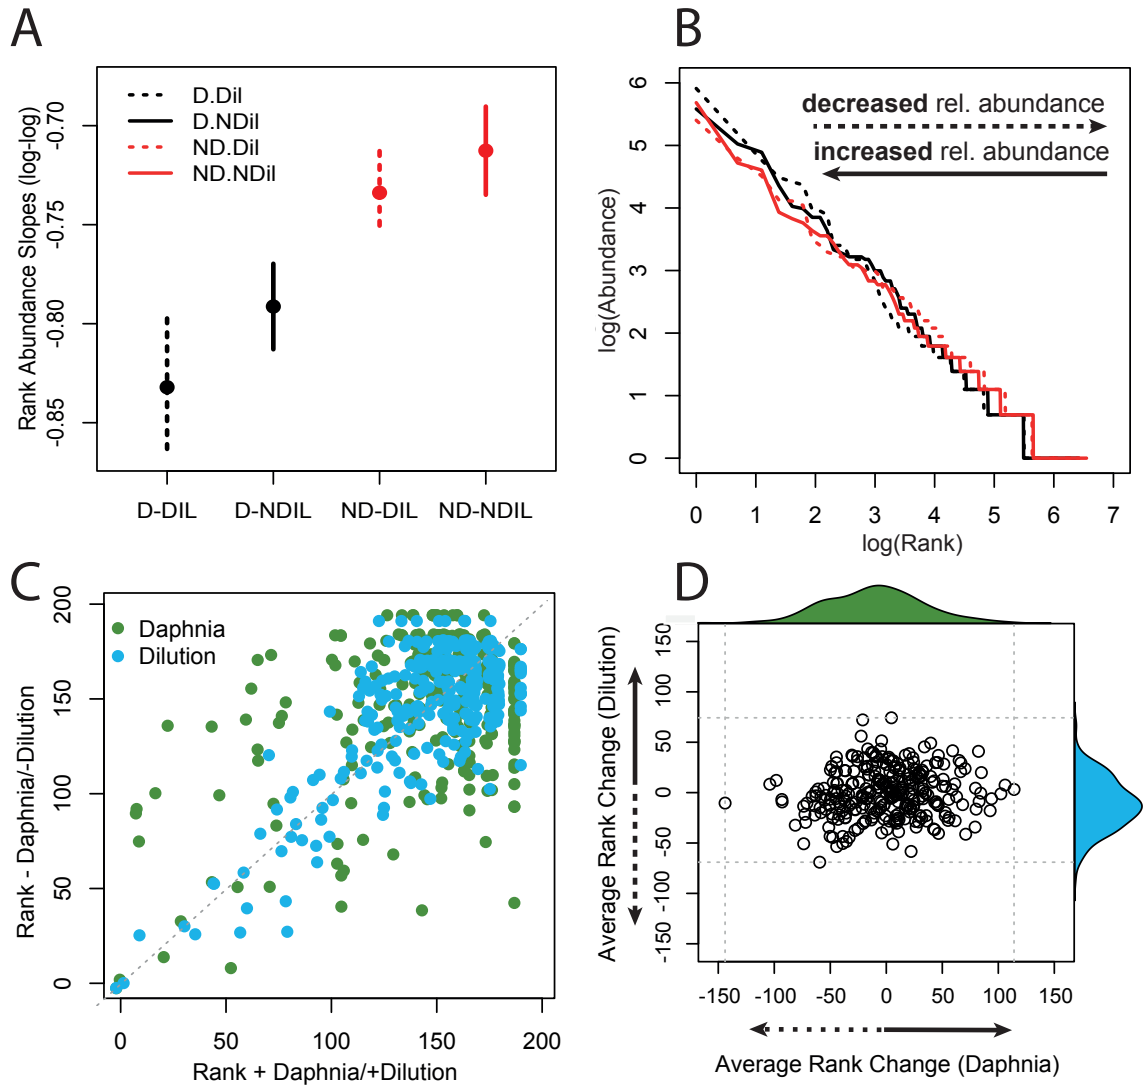 A
Rank Abundance Slopes (log-log)
-0.70
-0.75
-0.80
-0.85
D.Dil
D.NDil
ND.Dil
ND.NDil
D-DIL D-NDIL ND-DIL ND-NDIL
B
log(Abundance)
6
5
4
3
2
1
0
decreased rel. abundance
increased rel. abundance
0 1 2 3 4 5 6 7
log(Rank)
C
Rank - Daphnia/-Dilution
200
150
100
50
0
Daphnia
Dilution
0 50 100 150 200
Rank + Daphnia/+Dilution
D
Average Rank Change (Dilution)
150
100
50
0
-50
-100
-150
-150 -100 -50 0 50 100 150
Average Rank Change (Daphnia)